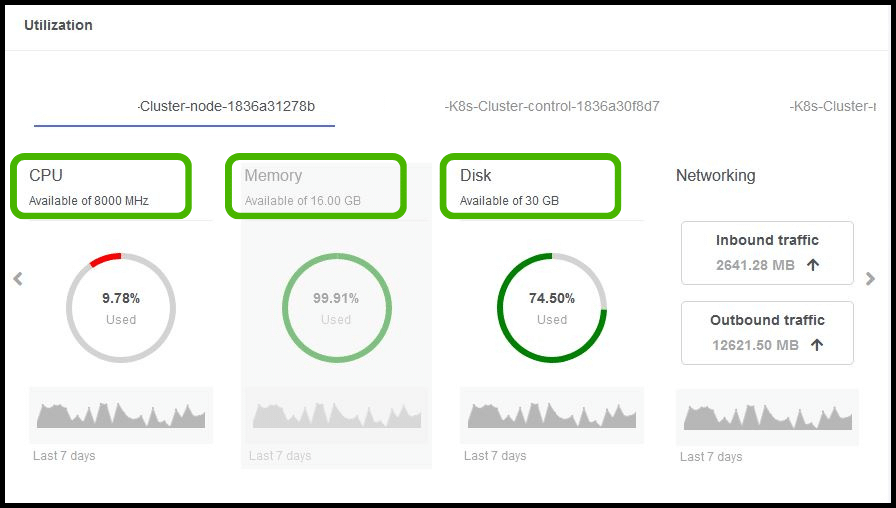 Utilization
-Cluster-node-1836a31278b
-K8s-Cluster-control-1836a30f8d7
-K8s-Cluster-r
CPU
Available of 8000 MHz
Memory
Available of 16.00 GB
Disk
Available of 30 GB
Networking
9.78%
Used
99.91%
Used
74.50%
Used
Inbound traffic
2641.28 MB
Outbound traffic
12621.50 MB
Last 7 days
Last 7 days
Last 7 days
Last 7 days